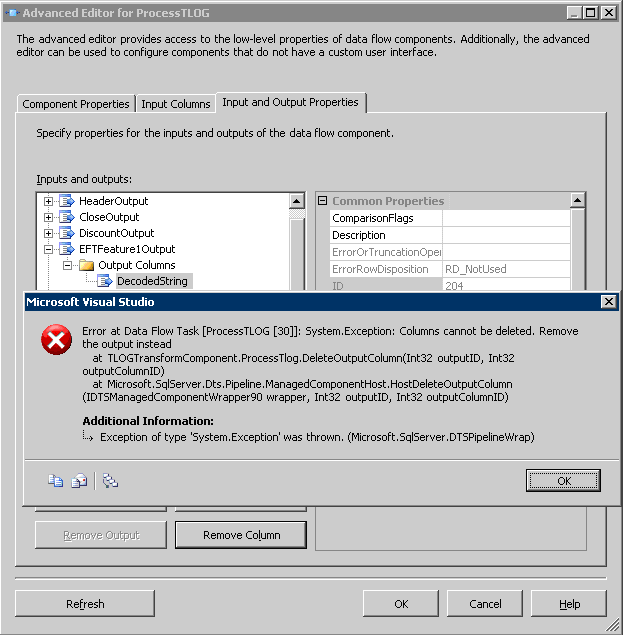 Advanced Editor for ProcessTLOG
The advanced editor provides access to the low-level properties of data flow components. Additionally, the advanced
editor can be used to configure components that do not have a custom user interface.
Component Properties
Input Columns
Input and Output Properties
Specify properties for the inputs and outputs of the data flow component.
Inputs and outputs:
HeaderOutput
CloseOutput
DiscountOutput
EFTFeature1Output
Output Columns
DecodedString
Common Properties
ComparisonFlags
Description
ErrorOrTruncationOper
ErrorRowDisposition RD_NotUsed
ID 204
Microsoft Visual Studio
Error at Data Flow Task [ProcessTLOG [30]]: System.Exception: Columns cannot be deleted. Remove
the output instead
at TLOGTransformComponent.ProcessTlog.DeleteOutputColumn(Int32 outputID, Int32
outputColumnID)
at Microsoft.SqlServer.Dts.Pipeline.ManagedComponentHost.HostDeleteOutputColumn
(IDTSManagedComponentWrapper90 wrapper, Int32 outputID, Int32 outputColumnID)
Additional Information:
Exception of type 'System.Exception' was thrown. (Microsoft.SqlServer.DTSPipelineWrap)
OK
Remove Output
Remove Column
Refresh
OK
Cancel
Help